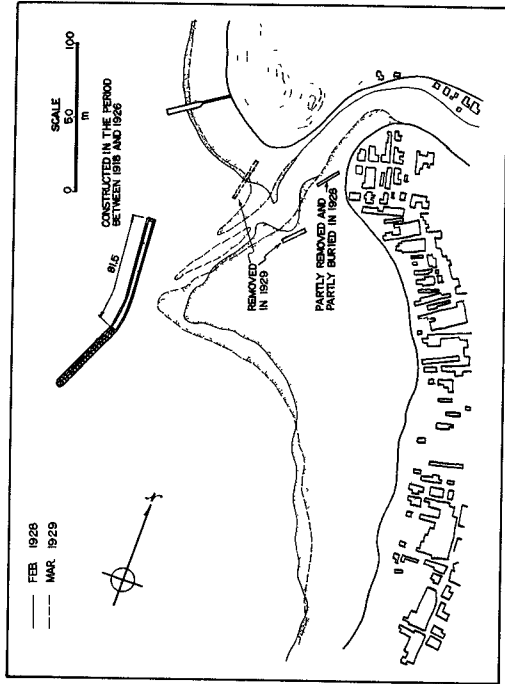 FEB. 1928
MAR. 1929
N
SCALE
0 50 100
m
CONSTRUCTED IN THE PERIOD
BETWEEN 1918 AND 1926
81.5
REMOVED
IN 1929
PARTLY REMOVED AND
PARTLY BURIED IN 1928